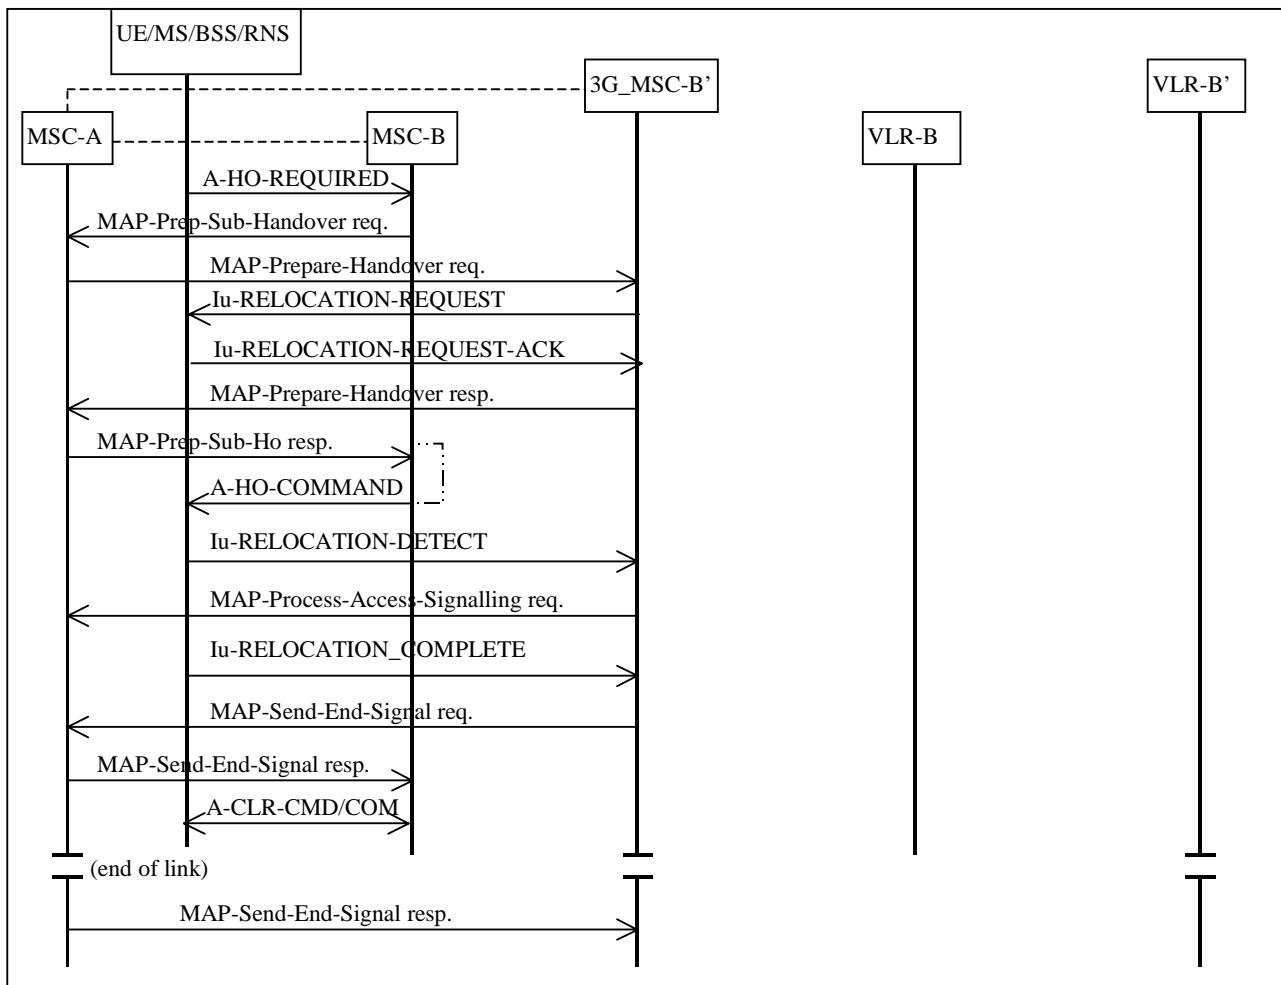 UE/MS/BSS/RNS
3G_MSC-B’
VLR-B’
MSC-A
MSC-B
VLR-B
A-HO-REQUIRED
MAP-Prep-Sub-Handover req.
MAP-Prepare-Handover req.
Iu-RELOCATION-REQUEST
Iu-RELOCATION-REQUEST-ACK
MAP-Prepare-Handover resp.
MAP-Prep-Sub-Ho resp.
A-HO-COMMAND
Iu-RELOCATION-DETECT
MAP-Process-Access-Signalling req.
Iu-RELOCATION_COMPLETE
MAP-Send-End-Signal req.
MAP-Send-End-Signal resp.
A-CLR-CMD/COM
(end of link)
MAP-Send-End-Signal resp.